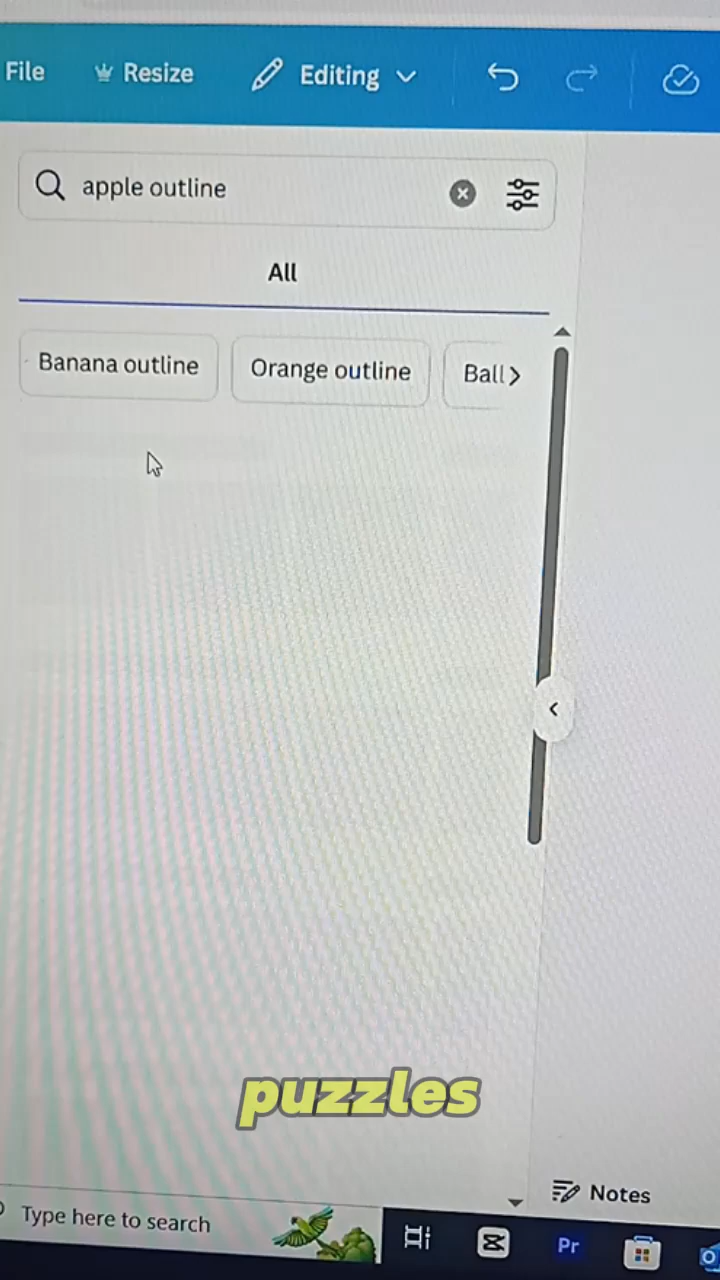 File Resize Editing
apple outline
All
Banana outline Orange outline Ball
puzzles
Notes
Type here to search
Pr